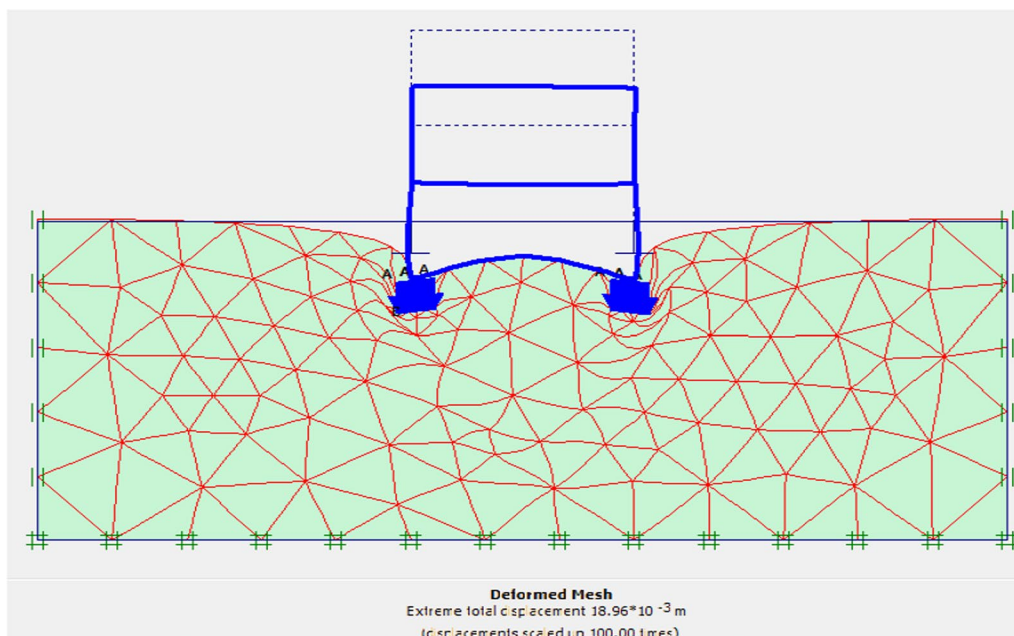 A A A A A A
Deformed Mesh
Extreme total displacement 18.96*10 -3 m
(displacements scaled up 100.00 times)